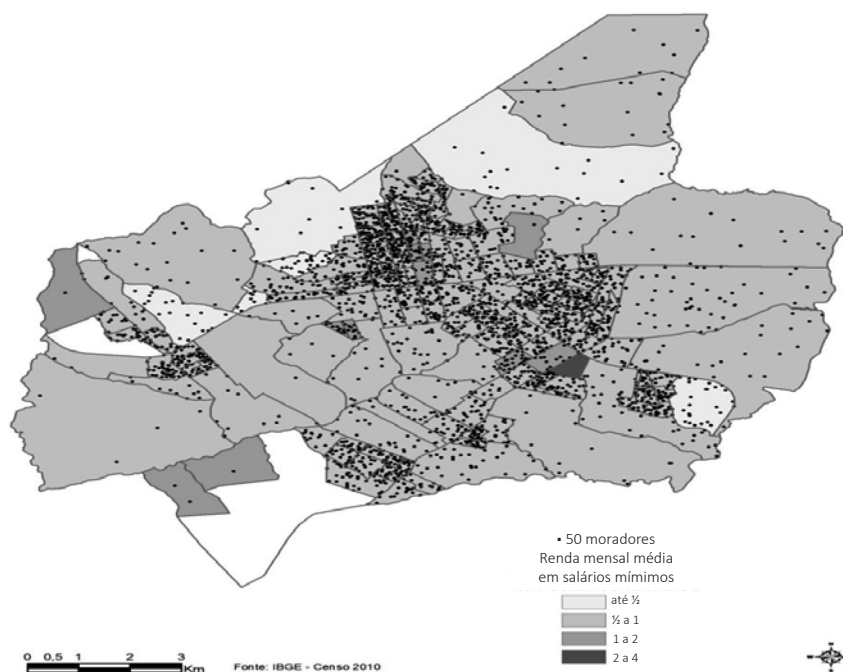 ▪ 50 moradores
Renda mensal média
em salários mímimos
até ½
½ a 1
1 a 2
2 a 4
0 0,5 1 2 3
Km
Fonte: IBGE - Censo 2010